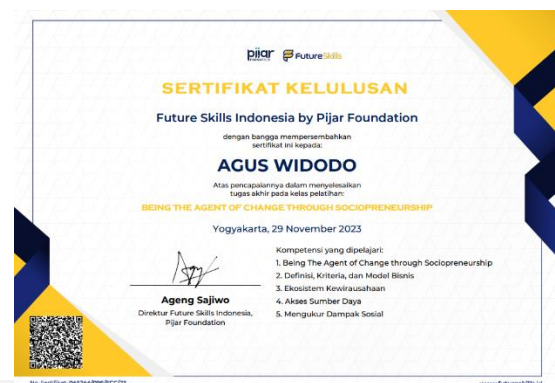 pijar
FOUNDATION
FutureSkills
SERTIFIKAT KELULUSAN
Future Skills Indonesia by Pijar Foundation
dengan bangga mempersembahkan
sertifikat ini kepada:
AGUS WIDODO
Atas pencapaiannya dalam menyelesaikan
tugas akhir pada kelas pelatihan:
BEING THE AGENT OF CHANGE THROUGH SOCIOPRENEURSHIP
Yogyakarta, 29 November 2023
Kompetensi yang dipelajari:
1. Being The Agent of Change through Sociopreneurship
2. Definisi, Kriteria, dan Model Bisnis
3. Ekosistem Kewirausahaan
4. Akses Sumber Daya
5. Mengukur Dampak Sosial
Ageng Sajiwo
Direktur Future Skills Indonesia,
Pijar Foundation